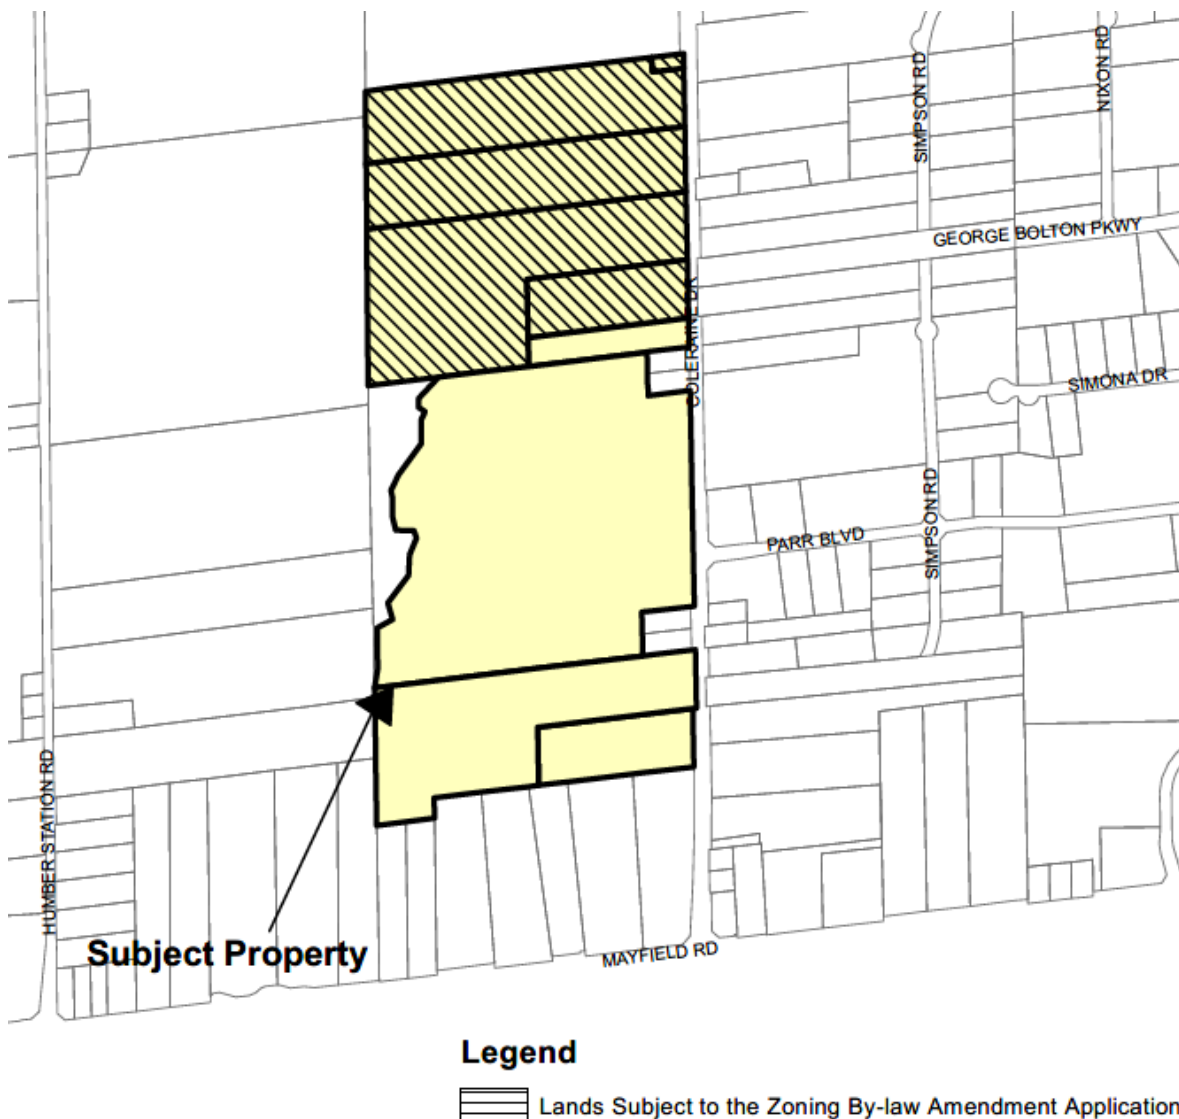 SIMPSON RD
NIXON RD
GEORGE BOLTON PKWY
COLERAINE DR
SIMONA DR
PARR BLVD
SIMPSON RD
HUMBER STATION RD
Subject Property
MAYFIELD RD
Legend
Lands Subject to the Zoning By-law Amendment Application